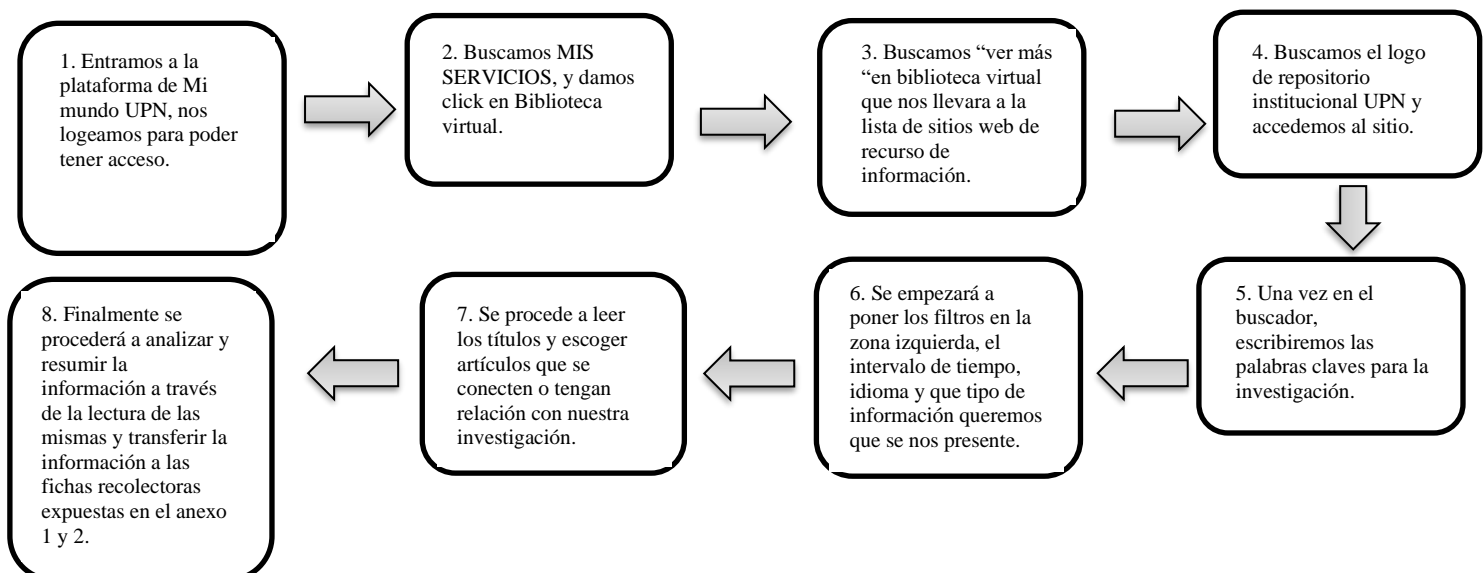 1. Entramos a la
plataforma de Mi
mundo UPN, nos
logeamos para poder
tener acceso.
2. Buscamos MIS
SERVICIOS, y damos
click en Biblioteca
virtual.
3. Buscamos “ver más
“en biblioteca virtual
que nos llevara a la
lista de sitios web de
recurso de
información.
4. Buscamos el logo
de repositorio
institucional UPN y
accedemos al sitio.
5. Una vez en el
buscador,
escribiremos las
palabras claves para la
investigación.
6. Se empezará a
poner los filtros en la
zona izquierda, el
intervalo de tiempo,
idioma y que tipo de
información queremos
que se nos presente.
7. Se procede a leer
los títulos y escoger
artículos que se
conecten o tengan
relación con nuestra
investigación.
8. Finalmente se
procederá a analizar y
resumir la
información a través
de la lectura de las
mismas y transferir la
información a las
fichas recolectoras
expuestas en el anexo
1 y 2.